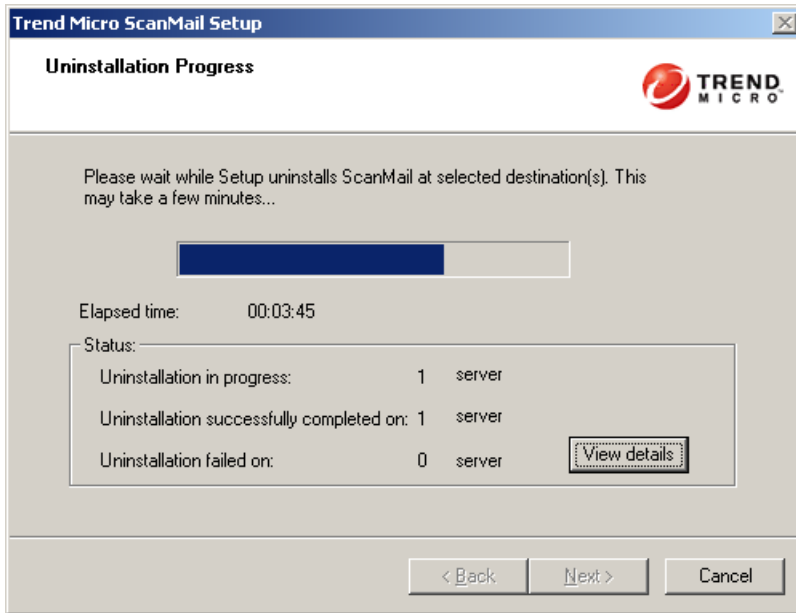 Trend Micro ScanMail Setup
Uninstallation Progress
TREND
MICRO™
Please wait while Setup uninstalls ScanMail at selected destination(s). This
may take a few minutes...
Elapsed time: 00:03:45
Status:
Uninstallation in progress: 1 server
Uninstallation successfully completed on: 1 server
Uninstallation failed on: 0 server
View details
< Back Next > Cancel